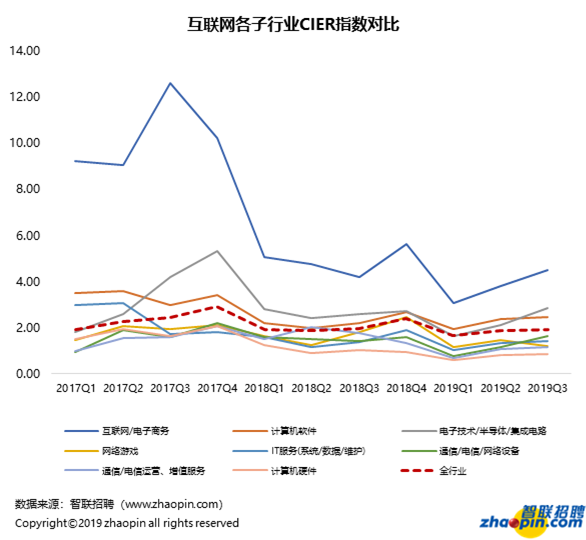 互联网各子行业CIER指数对比
14.00
12.00
10.00
8.00
6.00
4.00
2.00
0.00
2017Q1 2017Q2 2017Q3 2017Q4 2018Q1 2018Q2 2018Q3 2018Q4 2019Q1 2019Q2 2019Q3
互联网/电子商务 计算机软件 电子技术/半导体/集成电路
网络游戏 IT服务(系统/数据/维护) 通信/电信/网络设备
通信/电信运营、增值服务 计算机硬件 全行业
数据来源：智联招聘（www.zhaopin.com）
Copyright©2019 zhaopin all rights reserved
智联招聘
zhaopin.com